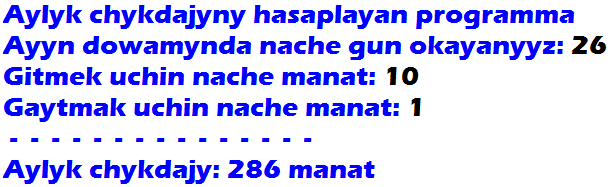 Aylyk chykdajyny hasaplayan programma
Ayyn dowamynda nache gun okayanyyz: 26
Gitmek uchin nache manat: 10
Gaytmak uchin nache manat: 1
- - - - - - - - - - - - - - -
Aylyk chykdajy: 286 manat